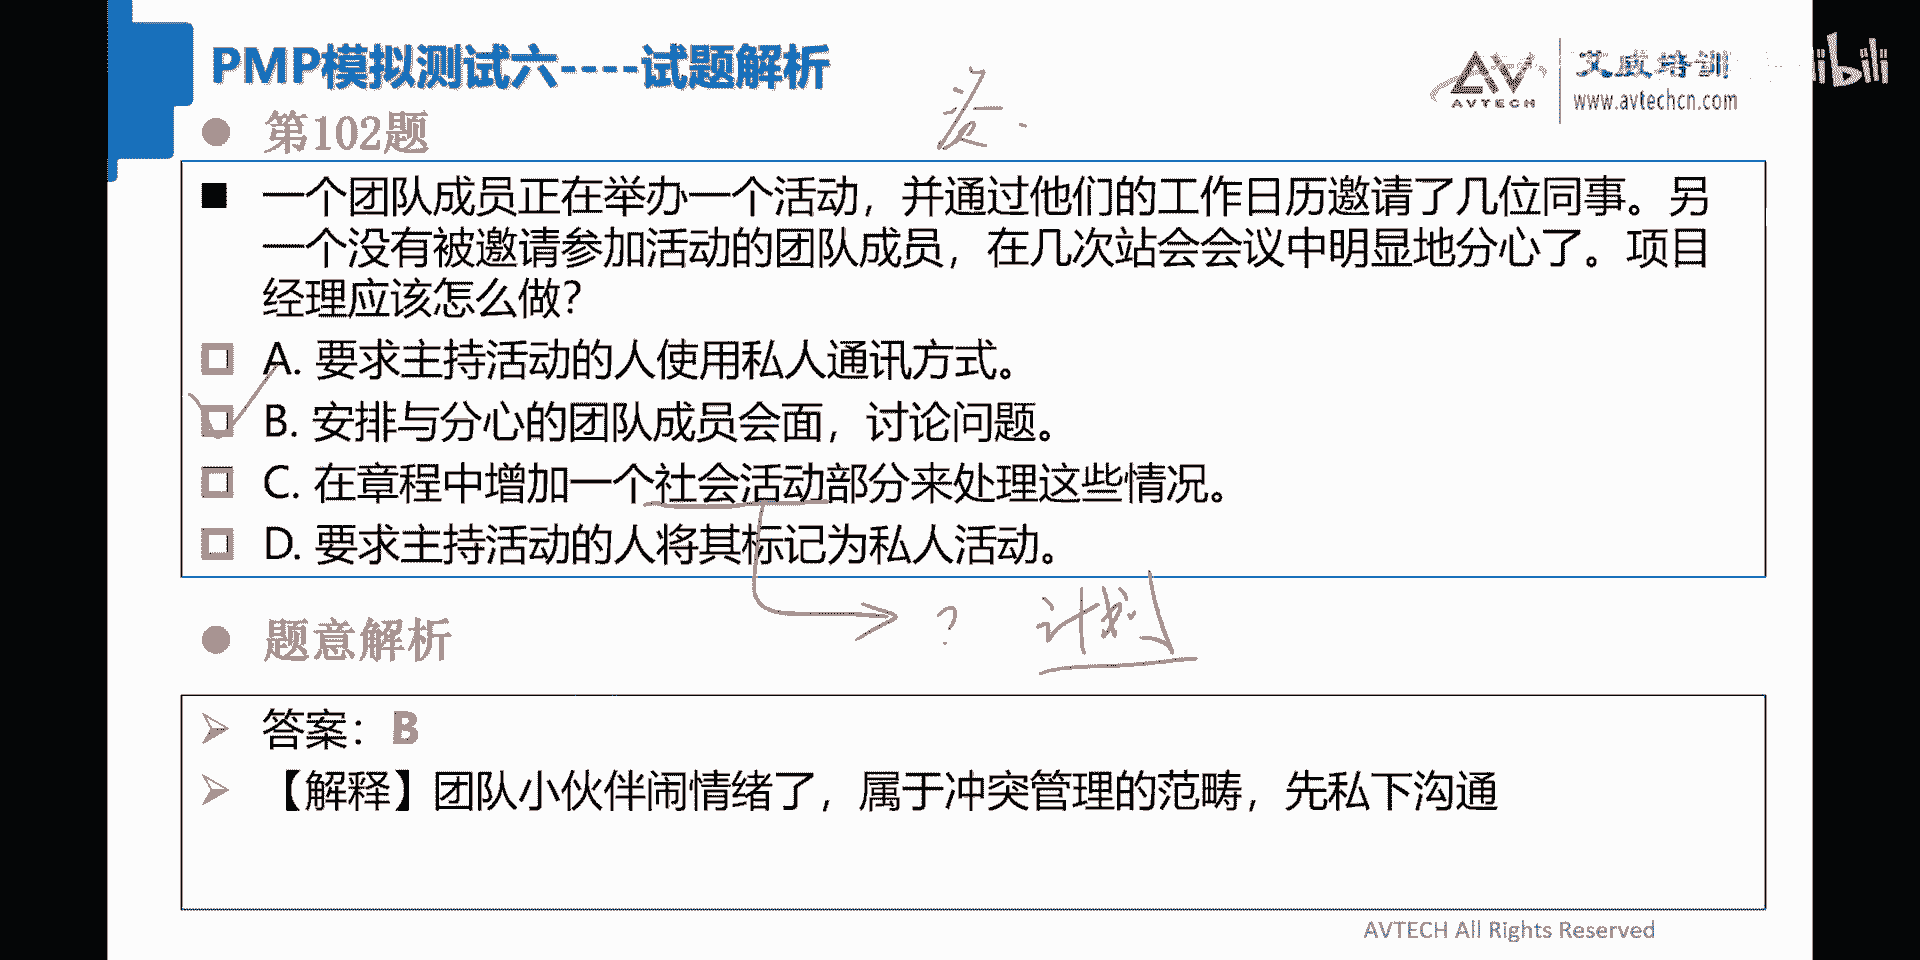 PMP模拟测试六----试题解析
AVTECH
艾威培训
www.avtechcn.com
bilibili
第102题
一个团队成员正在举办一个活动，并通过他们的工作日历邀请了几位同事。另
一个没有被邀请参加活动的团队成员，在几次站会会议中明显地分心了。项目
经理应该怎么做？
A. 要求主持活动的人使用私人通讯方式。
B. 安排与分心的团队成员会面，讨论问题。
C. 在章程中增加一个社会活动部分来处理这些情况。
D. 要求主持活动的人将其标记为私人活动。
? 计划
题意解析
答案：B
【解释】团队小伙伴闹情绪了，属于冲突管理的范畴，先私下沟通
AVTECH All Rights Reserved